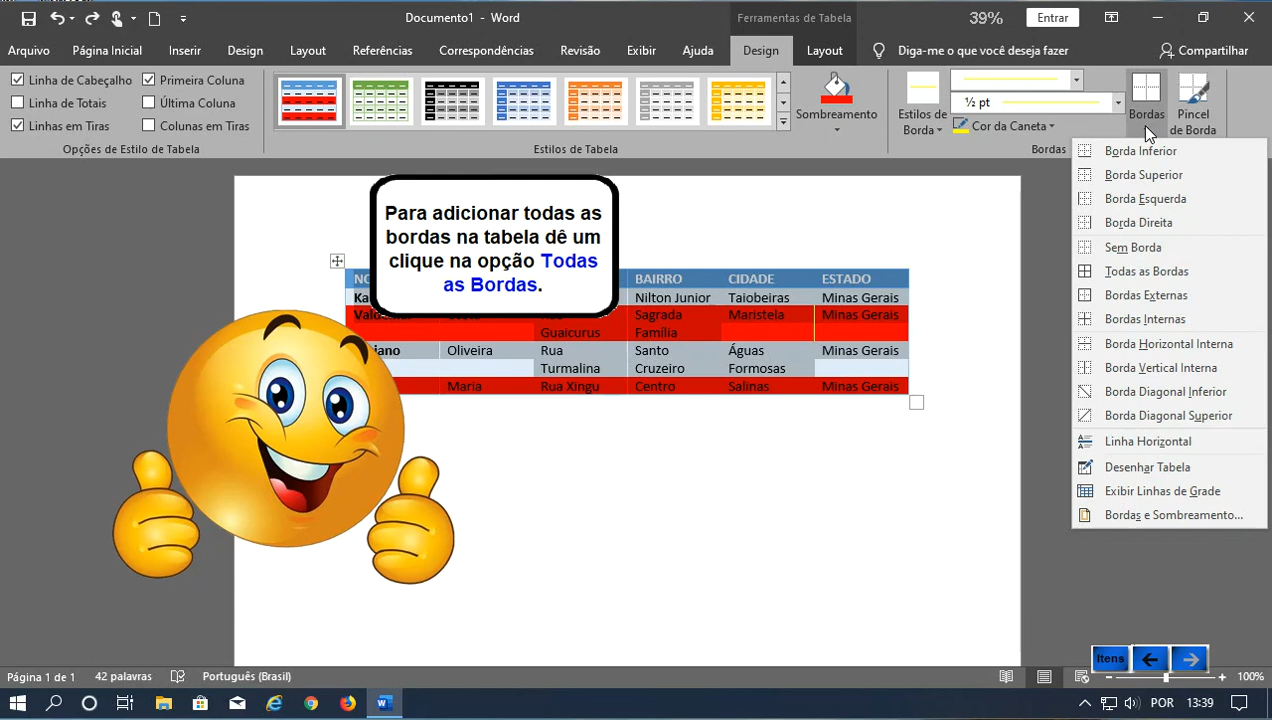 Documento1 - Word
Ferramentas de Tabela
39%
Entrar
Arquivo
Página Inicial
Inserir
Design
Layout
Referências
Correspondências
Revisão
Exibir
Ajuda
Design
Layout
Diga-me o que você deseja fazer
Compartilhar
Linha de Cabeçalho
Primeira Coluna
Linha de Totais
Última Coluna
Linhas em Tiras
Colunas em Tiras
Opções de Estilo de Tabela
Estilos de Tabela
Sombreamento
Estilos de
Borda
½ pt
Cor da Caneta
Bordas
Pincel
de Borda
Bordas
Borda Inferior
Borda Superior
Borda Esquerda
Borda Direita
Sem Borda
Todas as Bordas
Bordas Externas
Bordas Internas
Borda Horizontal Interna
Borda Vertical Interna
Borda Diagonal Inferior
Borda Diagonal Superior
Linha Horizontal
Desenhar Tabela
Exibir Linhas de Grade
Bordas e Sombreamento...
Para adicionar todas as
bordas na tabela dê um
clique na opção Todas
as Bordas.
BAIRRO CIDADE ESTADO
Nilton Junior Taiobeiras Minas Gerais
Sagrada Maristela Minas Gerais
Guaicurus Família
Oliveira Rua Santo Águas Minas Gerais
Turmalina Cruzeiro Formosas
Maria Rua Xingu Centro Salinas Minas Gerais
Itens
Página 1 de 1
42 palavras
Português (Brasil)
100%
POR
13:39